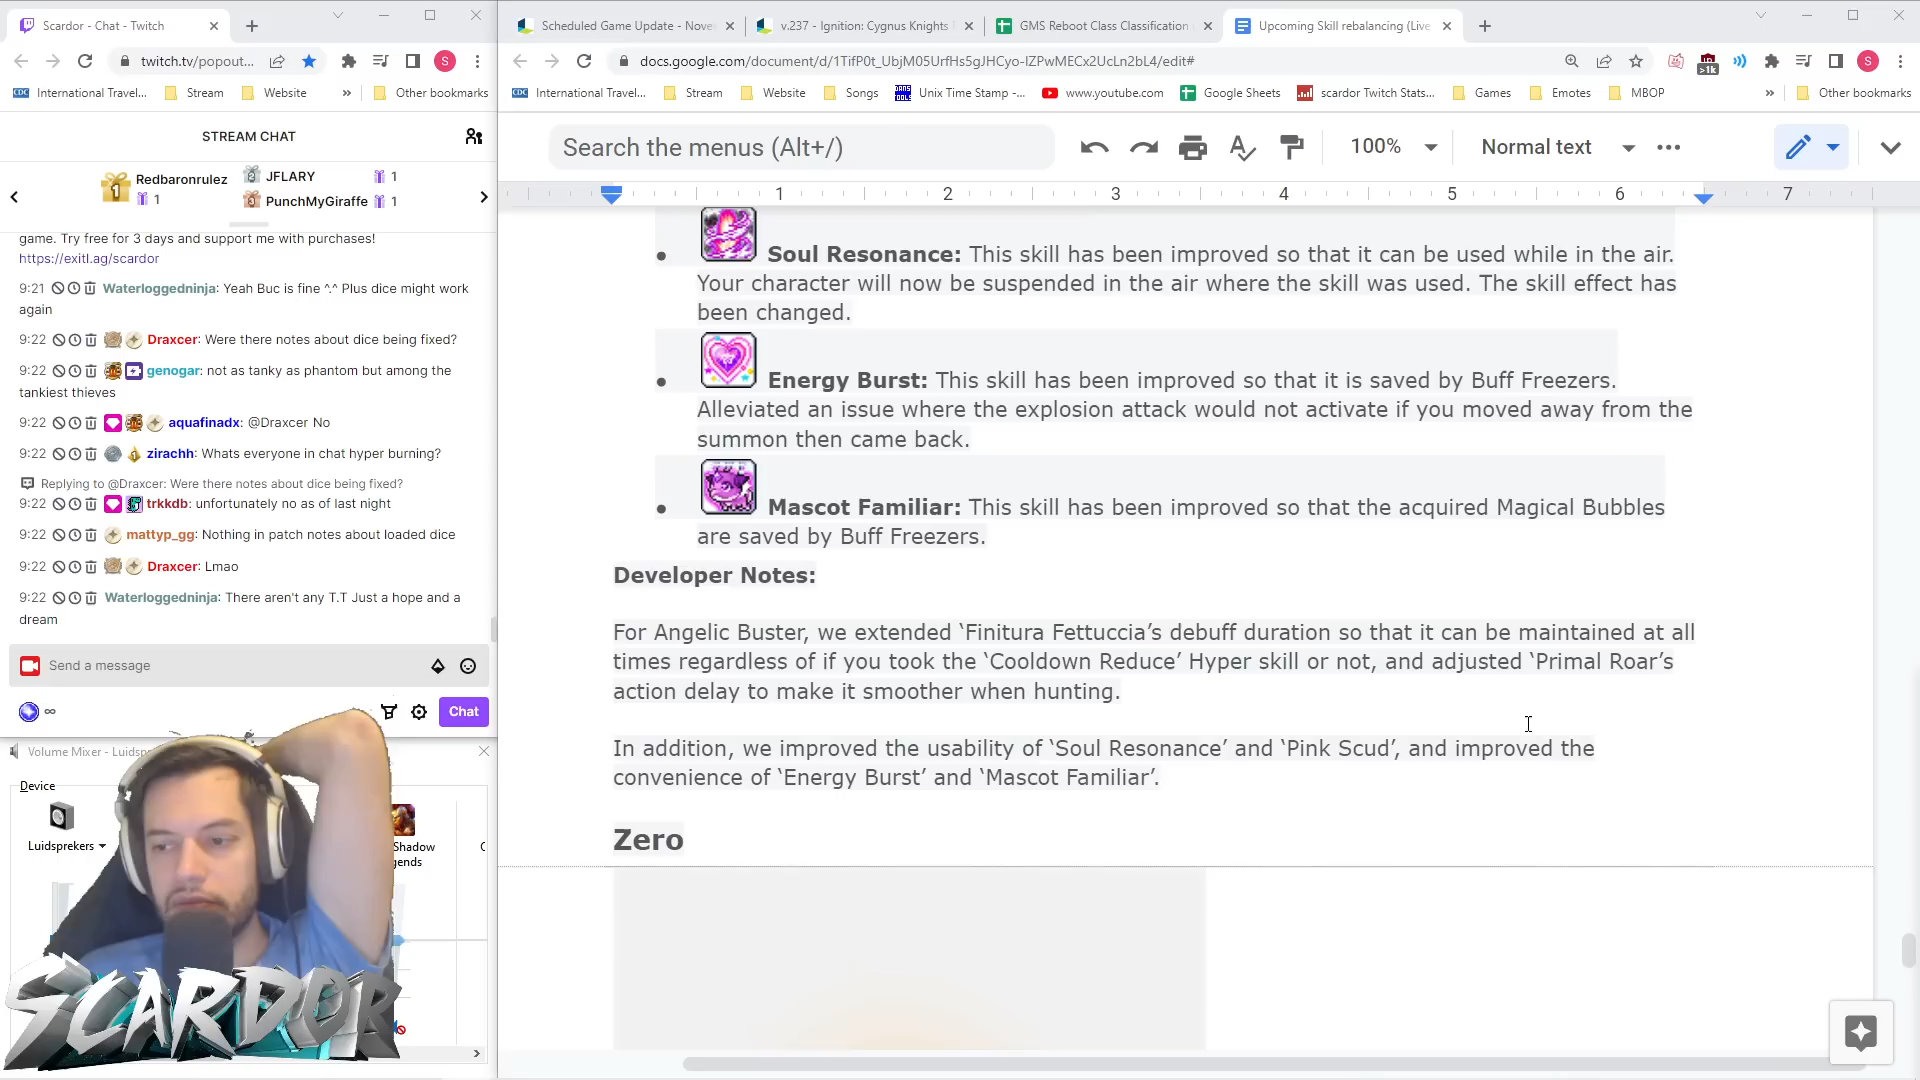 Scardor - Chat - Twitch
twitch.tv/popout...
S
International Travel...
Stream
Website
»
Other bookmarks
STREAM CHAT
Redbaronrulez
1
JFLARY
1
PunchMyGiraffe
1
game. Try free for 3 days and support me with purchases!
https://exitl.ag/scardor
9:21 Waterloggedninja: Yeah Buc is fine ^.^ Plus dice might work
again
9:22 Draxcer: Were there notes about dice being fixed?
9:22 genogar: not as tanky as phantom but among the
tankiest thieves
9:22 aquafinadx: @Draxcer No
9:22 zirachh: Whats everyone in chat hyper burning?
Replying to @Draxcer: Were there notes about dice being fixed?
9:22 trkkdb: unfortunately no as of last night
9:22 mattyp_gg: Nothing in patch notes about loaded dice
9:22 Draxcer: Lmao
9:22 Waterloggedninja: There aren't any T.T Just a hope and a
dream
Send a message
∞
Chat
Volume Mixer - Luidsp
Device
Luidsprekers
Shadow
gends
SCARDOR
Scheduled Game Update - Nove
v.237 - Ignition: Cygnus Knights
GMS Reboot Class Classification
Upcoming Skill rebalancing (Live
docs.google.com/document/d/1TifP0t_UbjM05UrfHs5gJHCyo-IZPwMECx2UcLn2bL4/edit#
>1k
S
International Travel...
Stream
Website
Songs
Unix Time Stamp -...
www.youtube.com
Google Sheets
scardor Twitch Stats...
Games
Emotes
MBOP
»
Other bookmarks
Search the menus (Alt+/)
100%
Normal text
1 2 3 4 5 6 7
● Soul Resonance: This skill has been improved so that it can be used while in the air.
Your character will now be suspended in the air where the skill was used. The skill effect has
been changed.
● Energy Burst: This skill has been improved so that it is saved by Buff Freezers.
Alleviated an issue where the explosion attack would not activate if you moved away from the
summon then came back.
● Mascot Familiar: This skill has been improved so that the acquired Magical Bubbles
are saved by Buff Freezers.
Developer Notes:
For Angelic Buster, we extended ‘Finitura Fettuccia’s debuff duration so that it can be maintained at all
times regardless of if you took the ‘Cooldown Reduce’ Hyper skill or not, and adjusted ‘Primal Roar’s
action delay to make it smoother when hunting.
In addition, we improved the usability of ‘Soul Resonance’ and ‘Pink Scud’, and improved the
convenience of ‘Energy Burst’ and ‘Mascot Familiar’.
Zero